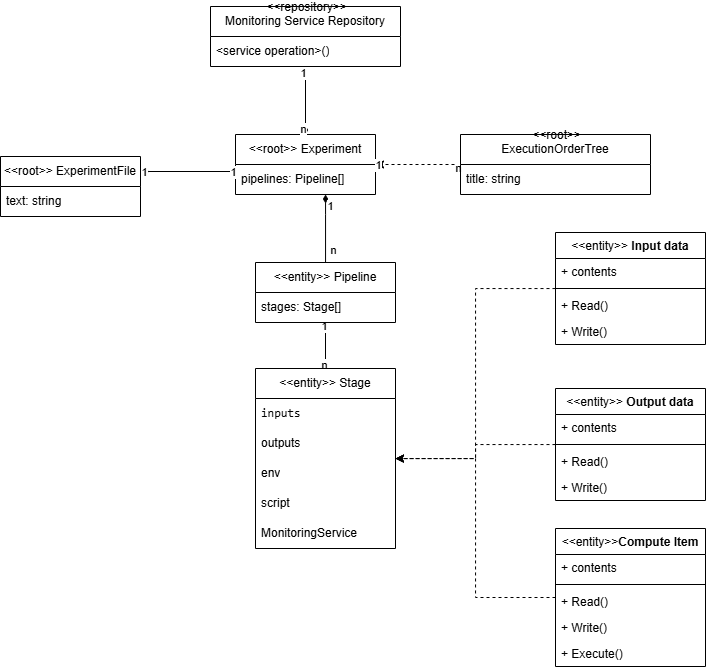 <<repository>>
Monitoring Service Repository
<service operation>()
1
n
<<root>> Experiment
pipelines: Pipeline[]
<<root>>
ExecutionOrderTree
title: string
1
n
<<root>> ExperimentFile
text: string
1
1
1
n
<<entity>> Pipeline
stages: Stage[]
1
n
<<entity>> Stage
inputs
outputs
env
script
MonitoringService
<<entity>> Input data
+ contents
+ Read()
+ Write()
<<entity>> Output data
+ contents
+ Read()
+ Write()
<<entity>>Compute Item
+ contents
+ Read()
+ Write()
+ Execute()